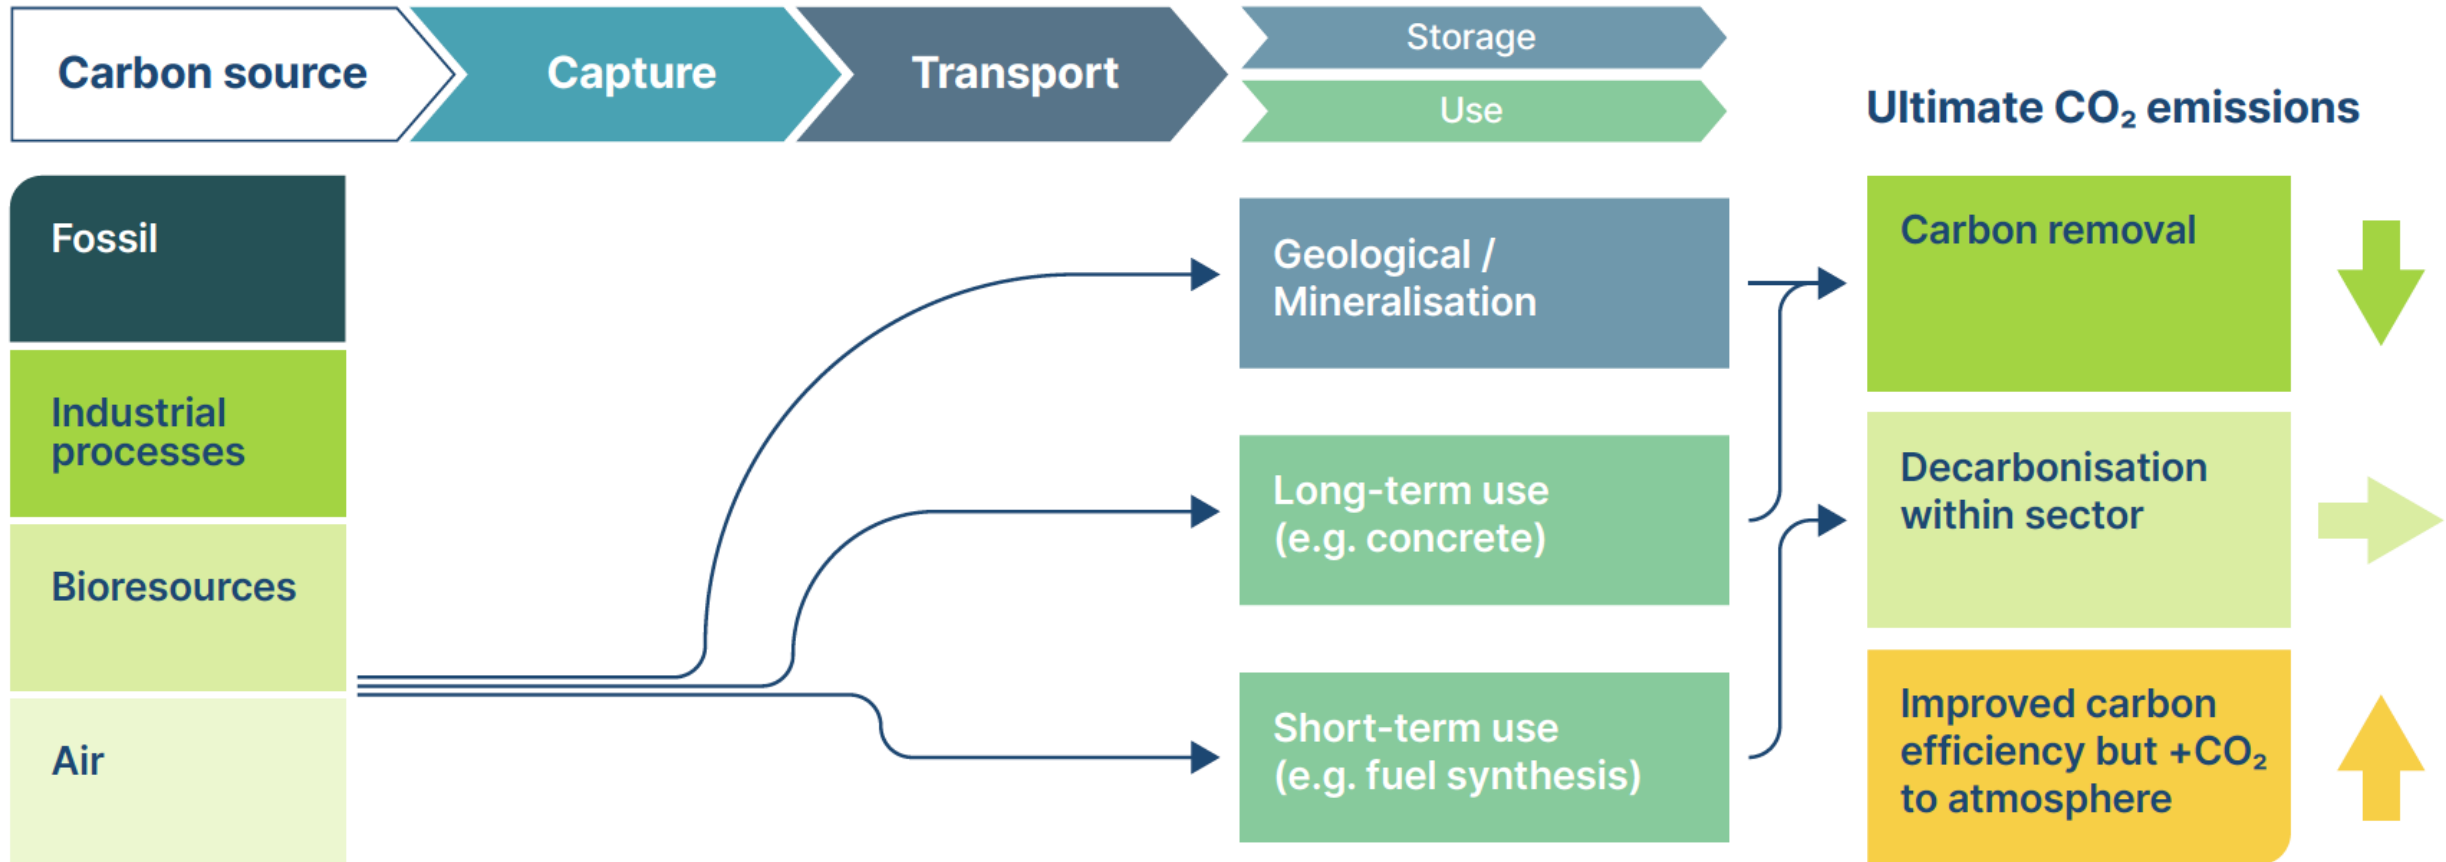 Carbon source
Capture
Transport
Storage
Use
Ultimate CO₂ emissions
Fossil
Industrial
processes
Bioresources
Air
Geological /
Mineralisation
Long-term use
(e.g. concrete)
Short-term use
(e.g. fuel synthesis)
Carbon removal
Decarbonisation
within sector
Improved carbon
efficiency but +CO₂
to atmosphere